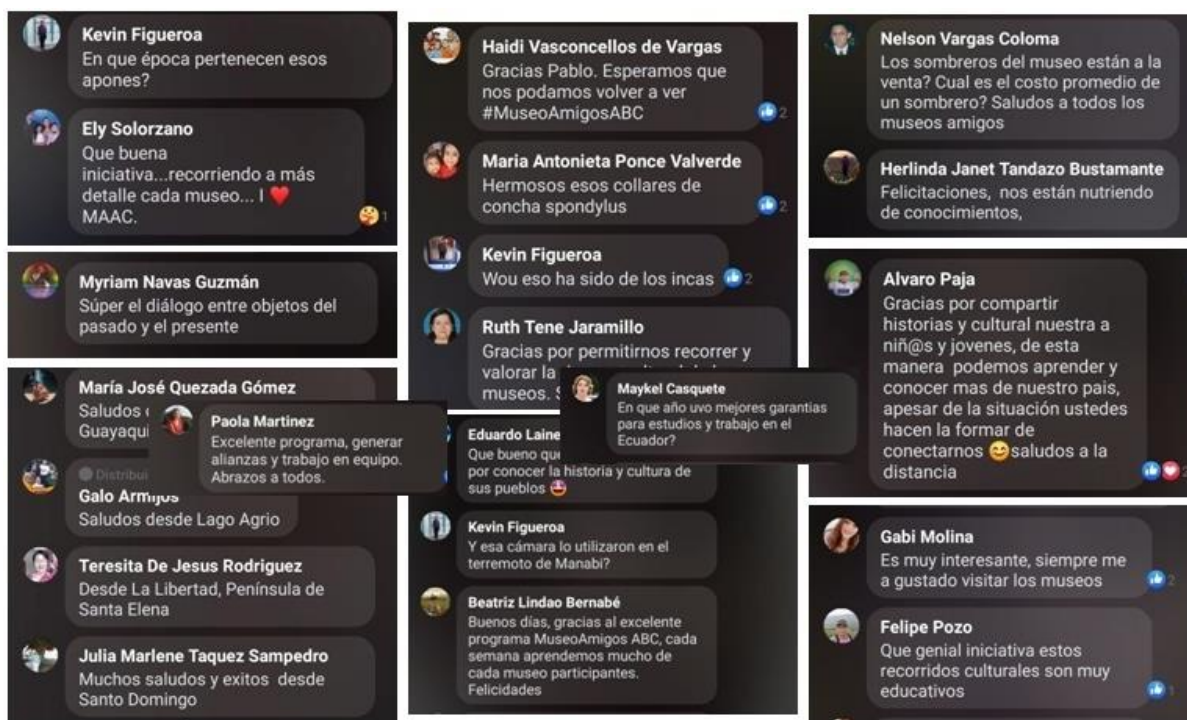 Kevin Figueroa
En que época pertenecen esos
apones?
Ely Solorzano
Que buena
iniciativa...recorriendo a más
detalle cada museo... I ❤️
MAAC.
1
Myriam Navas Guzmán
Súper el diálogo entre objetos del
pasado y el presente
María José Quezada Gómez
Saludos
Guayaqui
Paola Martinez
Excelente programa, generar
alianzas y trabajo en equipo.
Abrazos a todos.
Distribui
Galo Armijos
Saludos desde Lago Agrio
Teresita De Jesus Rodriguez
Desde La Libertad, Península de
Santa Elena
Julia Marlene Taquez Sampedro
Muchos saludos y exitos desde
Santo Domingo
Haidi Vasconcellos de Vargas
Gracias Pablo. Esperamos que
nos podamos volver a ver
#MuseoAmigosABC
2
Maria Antonieta Ponce Valverde
Hermosos esos collares de
concha spondylus
2
Kevin Figueroa
Wou eso ha sido de los incas
2
Ruth Tene Jaramillo
Gracias por permitirnos recorrer y
valorar la
museos. S
Maykel Casquete
En que año uvo mejores garantias
para estudios y trabajo en el
Ecuador?
Eduardo Laine
Que bueno que
por conocer la historia y cultura de
sus pueblos 🤩
Kevin Figueroa
Y esa cámara lo utilizaron en el
terremoto de Manabi?
Beatriz Lindao Bernabé
Buenos días, gracias al excelente
programa MuseoAmigos ABC, cada
semana aprendemos mucho de
cada museo participantes.
Felicidades
Nelson Vargas Coloma
Los sombreros del museo están a la
venta? Cual es el costo promedio de
un sombrero? Saludos a todos los
museos amigos
Herlinda Janet Tandazo Bustamante
Felicitaciones, nos están nutriendo
de conocimientos,
Alvaro Paja
Gracias por compartir
historias y cultural nuestra a
niñ@s y jovenes, de esta
manera podemos aprender y
conocer mas de nuestro pais,
apesar de la situación ustedes
hacen la formar de
conectarnos 😊saludos a la
distancia
2
Gabi Molina
Es muy interesante, siempre me
a gustado visitar los museos
2
Felipe Pozo
Que genial iniciativa estos
recorridos culturales son muy
educativos
1